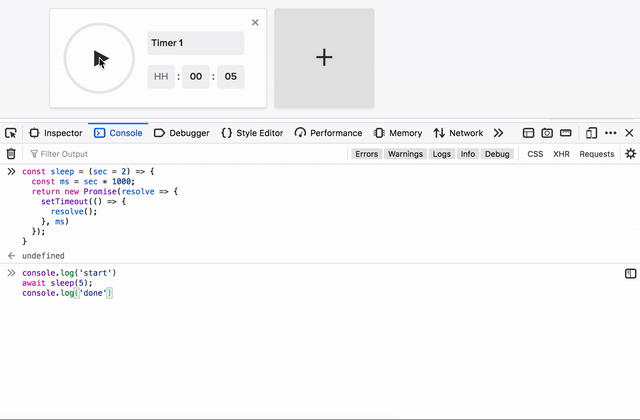 Timer 1
HH : 00 : 05
Inspector Console Debugger Style Editor Performance Memory Network
Filter Output Errors Warnings Logs Info Debug CSS XHR Requests
const sleep = (sec = 2) => {
const ms = sec * 1000;
return new Promise(resolve => {
setTimeout(() => {
resolve();
}, ms)
});
}
undefined
console.log('start')
await sleep(5);
console.log('done')